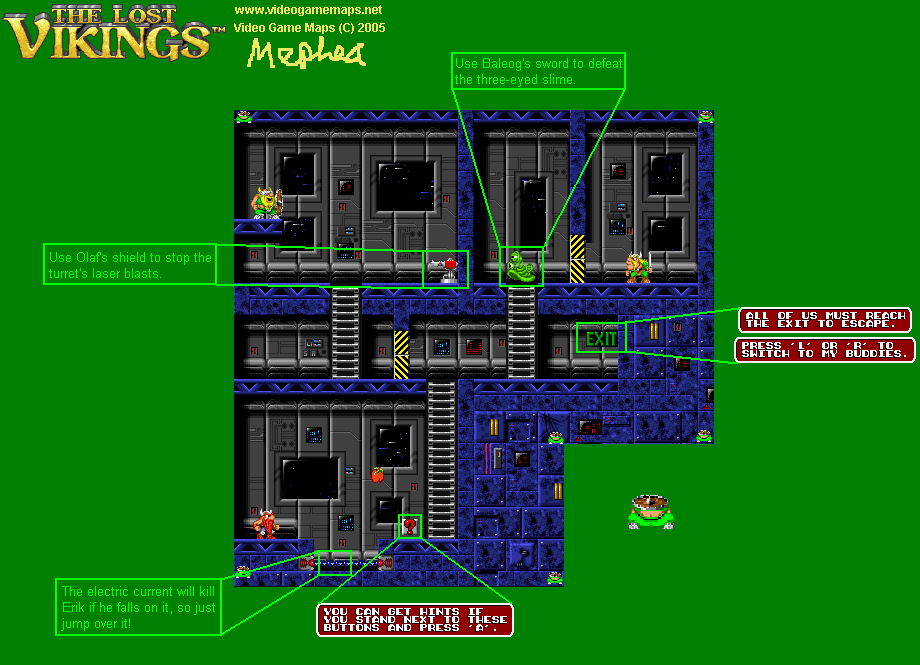 THE LOST
VIKINGS™
www.videogamemaps.net
Video Game Maps (C) 2005
Mephea
Use Baleog's sword to defeat
the three-eyed slime.
Use Olaf's shield to stop the
turret's laser blasts.
ALL OF US MUST REACH
THE EXIT TO ESCAPE.
EXIT
PRESS 'L' OR 'R' TO
SWITCH TO MY BUDDIES.
?
The electric current will kill
Erik if he falls on it, so just
jump over it!
YOU CAN GET HINTS IF
YOU STAND NEXT TO THESE
BUTTONS AND PRESS 'A'.